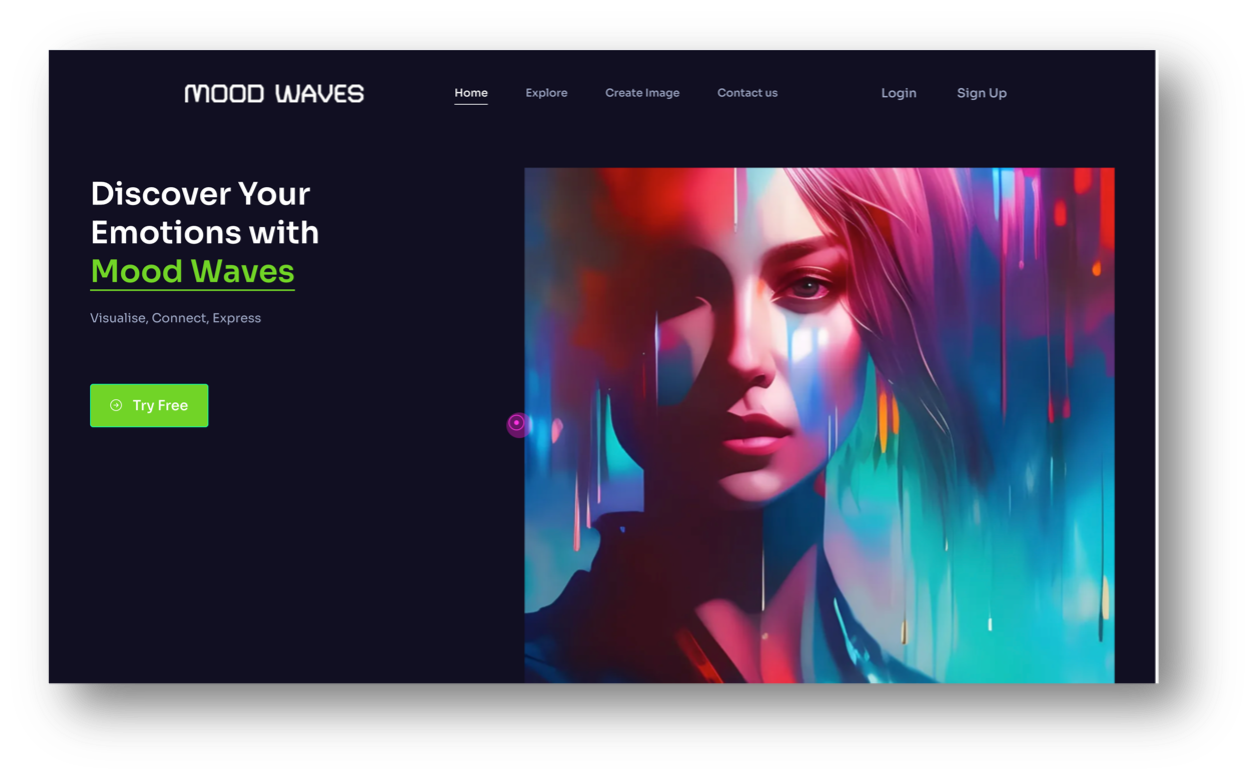 MOOD WAVES
Home
Explore
Create Image
Contact us
Login
Sign Up
Discover Your
Emotions with
Mood Waves
Visualise, Connect, Express
Try Free